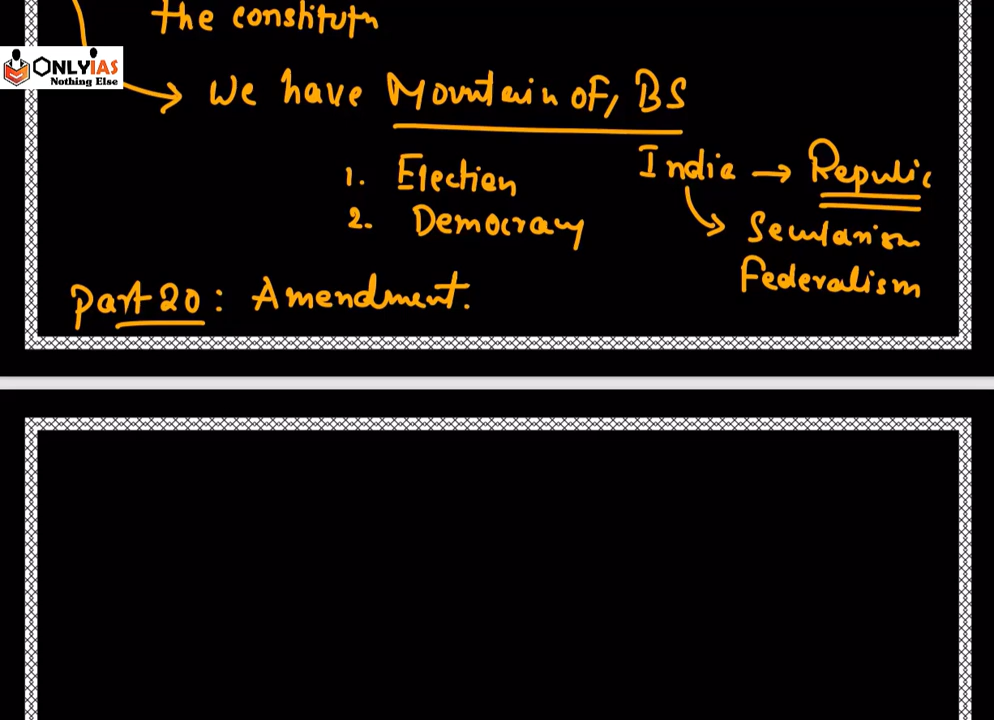 the constitutn
ONLYIAS
Nothing Else
→ We have Mountain of, BS
1. Election
India → Repulic
2. Democracy
↳ Secularism
Federalism
Part 20 : Amendment.